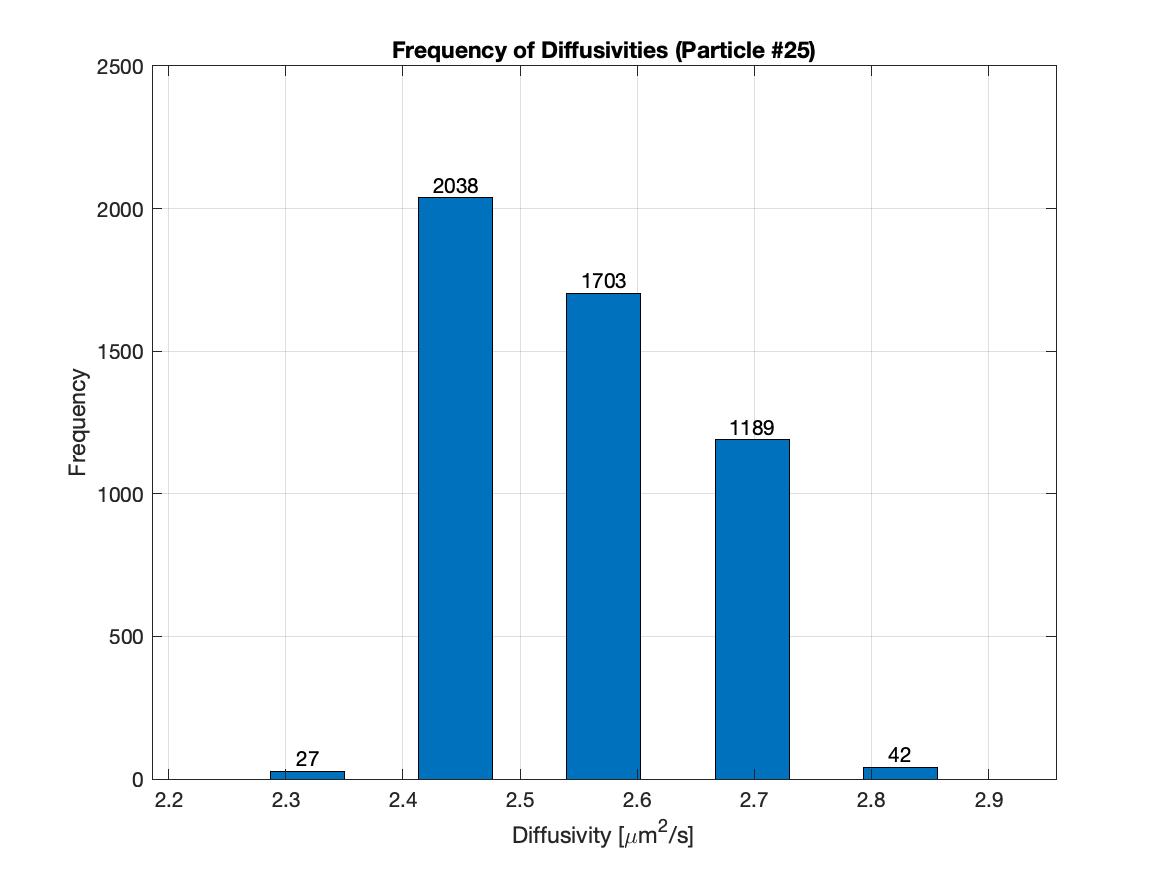 Frequency of Diffusivities (Particle #25)
2500
2000
1500
1000
500
0
Frequency
27
2038
1703
1189
42
2.2 2.3 2.4 2.5 2.6 2.7 2.8 2.9
Diffusivity [μm²/s]